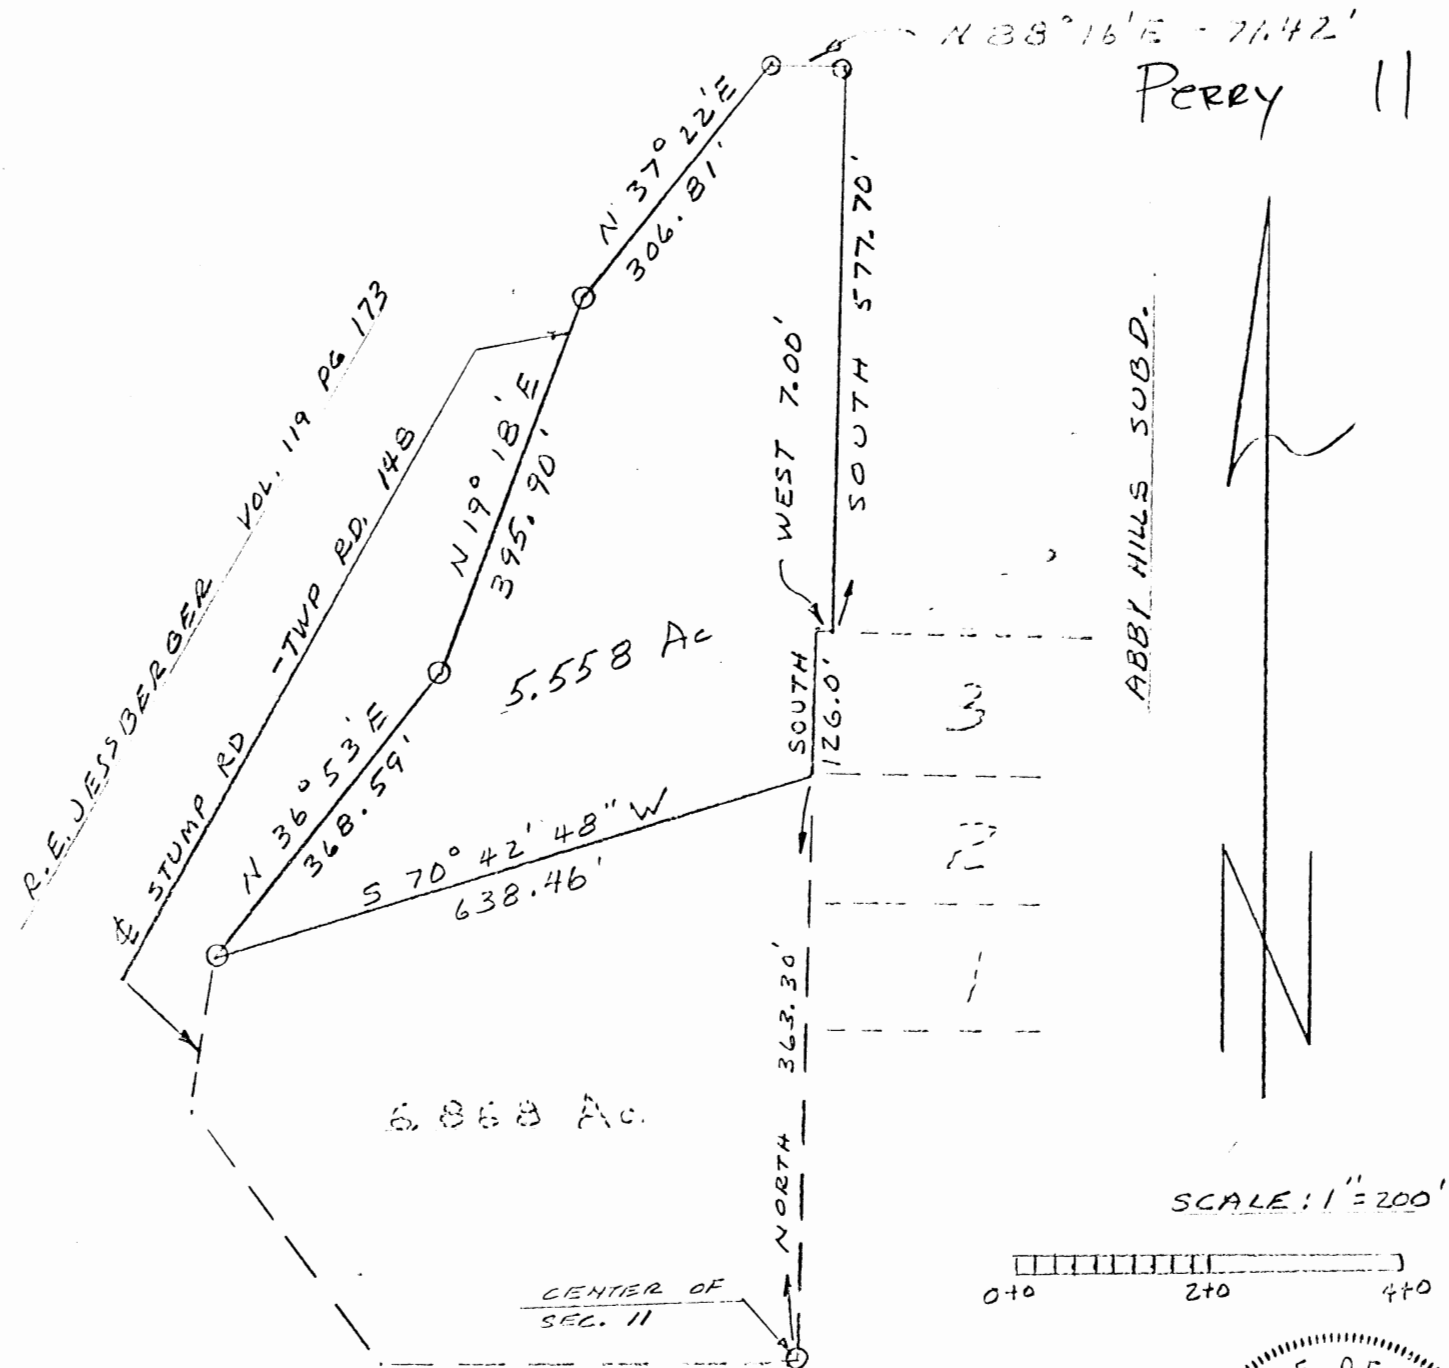 N 88° 16' E - 71.42'
PERRY 11
N 37° 22' E
306.81'
SOUTH 577.70'
WEST 7.00'
ABBY HILLS SUBD.
R.E. JESSBERGER VOL. 119 PG 173
℄ STUMP RD - TWP RD. 148
N 19° 18' E
395.90'
5.558 Ac
SOUTH
126.0'
3
N 36° 53' E
368.59'
S 70° 42' 48" W
638.46'
2
1
NORTH 363.30'
6.868 Ac.
N
SCALE: 1" = 200'
0+0 2+0 4+0
CENTER OF
SEC. 11